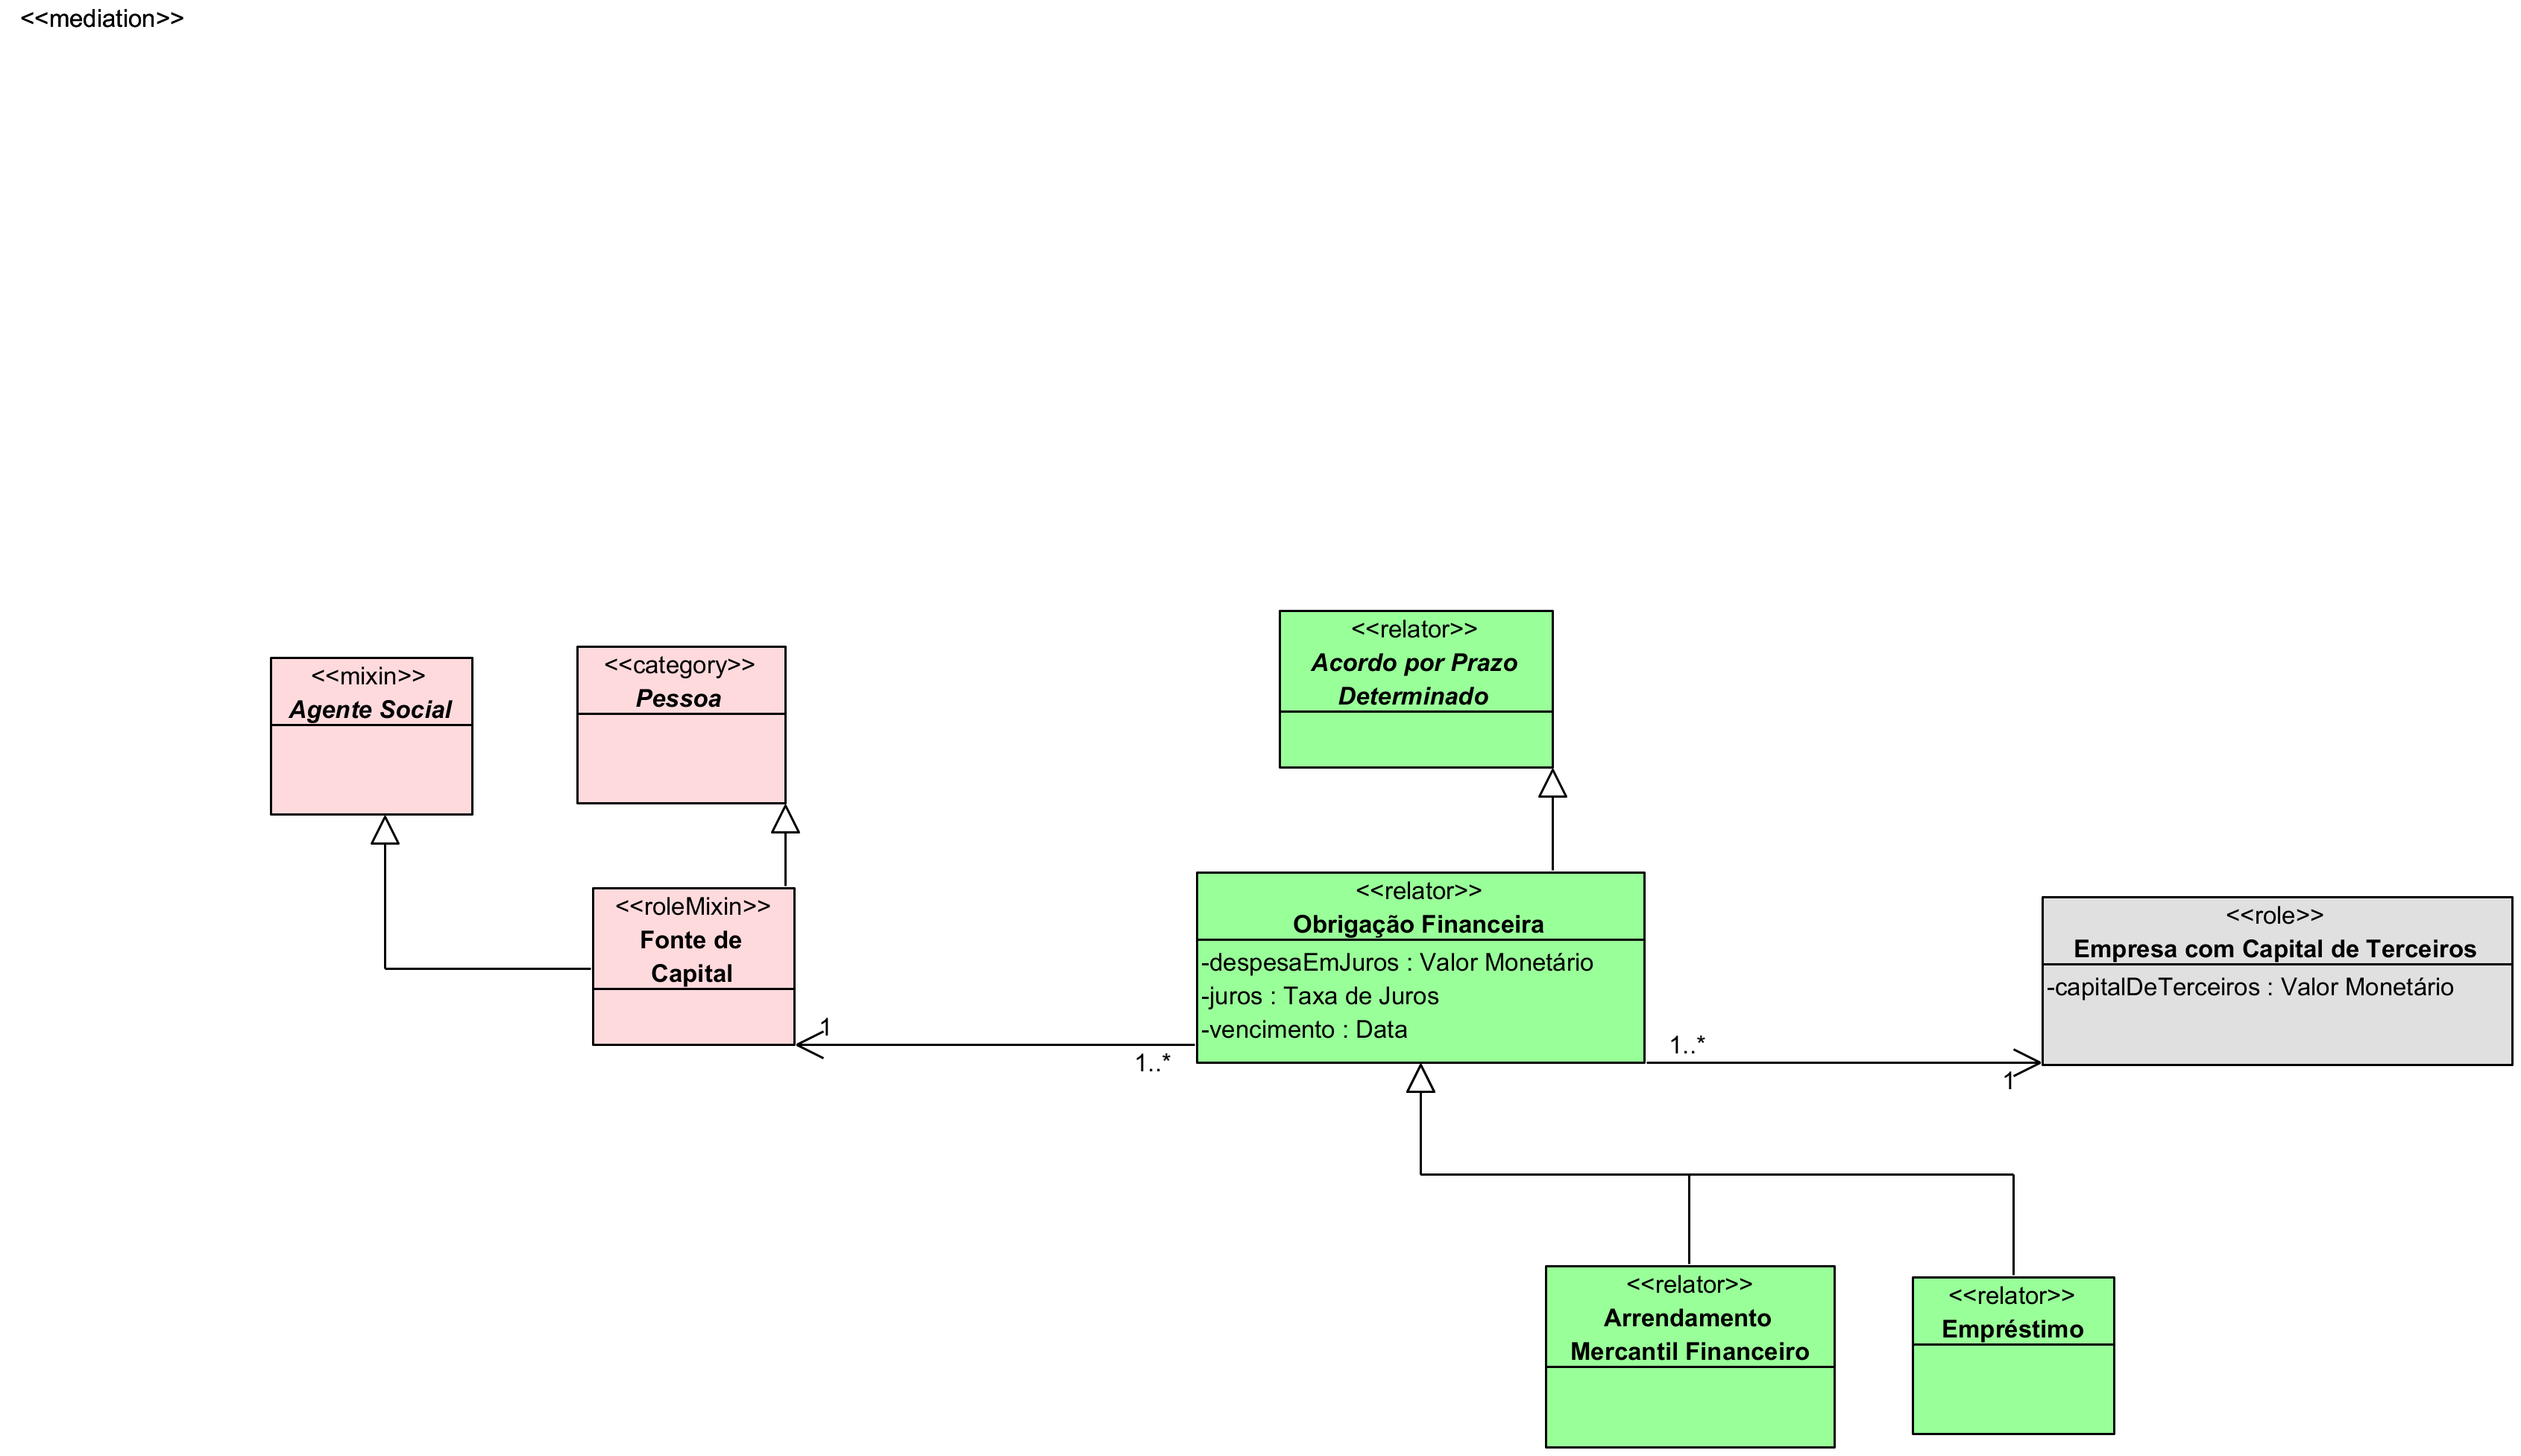 <<mediation>>
<<mixin>>
Agente Social
<<category>>
Pessoa
<<relator>>
Acordo por Prazo
Determinado
<<roleMixin>>
Fonte de
Capital
<<relator>>
Obrigação Financeira
-despesaEmJuros : Valor Monetário
-juros : Taxa de Juros
-vencimento : Data
<<role>>
Empresa com Capital de Terceiros
-capitalDeTerceiros : Valor Monetário
1
1..*
1..*
1
<<relator>>
Arrendamento
Mercantil Financeiro
<<relator>>
Empréstimo